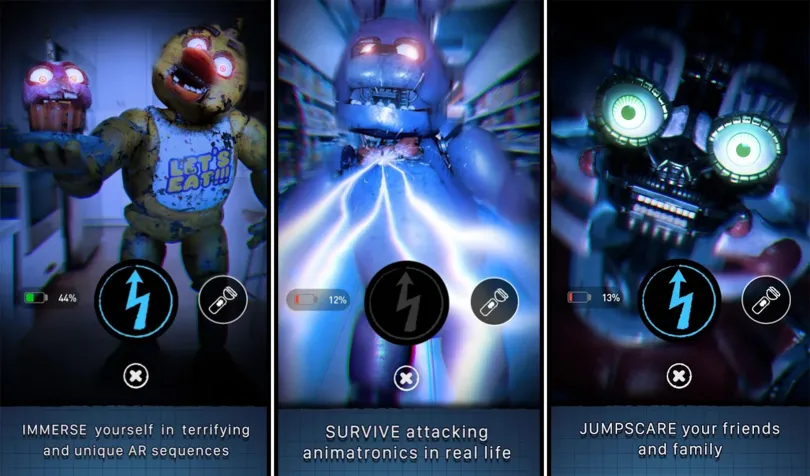 LET'S
EAT!!!
44%
IMMERSE yourself in terrifying
and unique AR sequences
12%
SURVIVE attacking
animatronics in real life
13%
JUMPSCARE your friends
and family